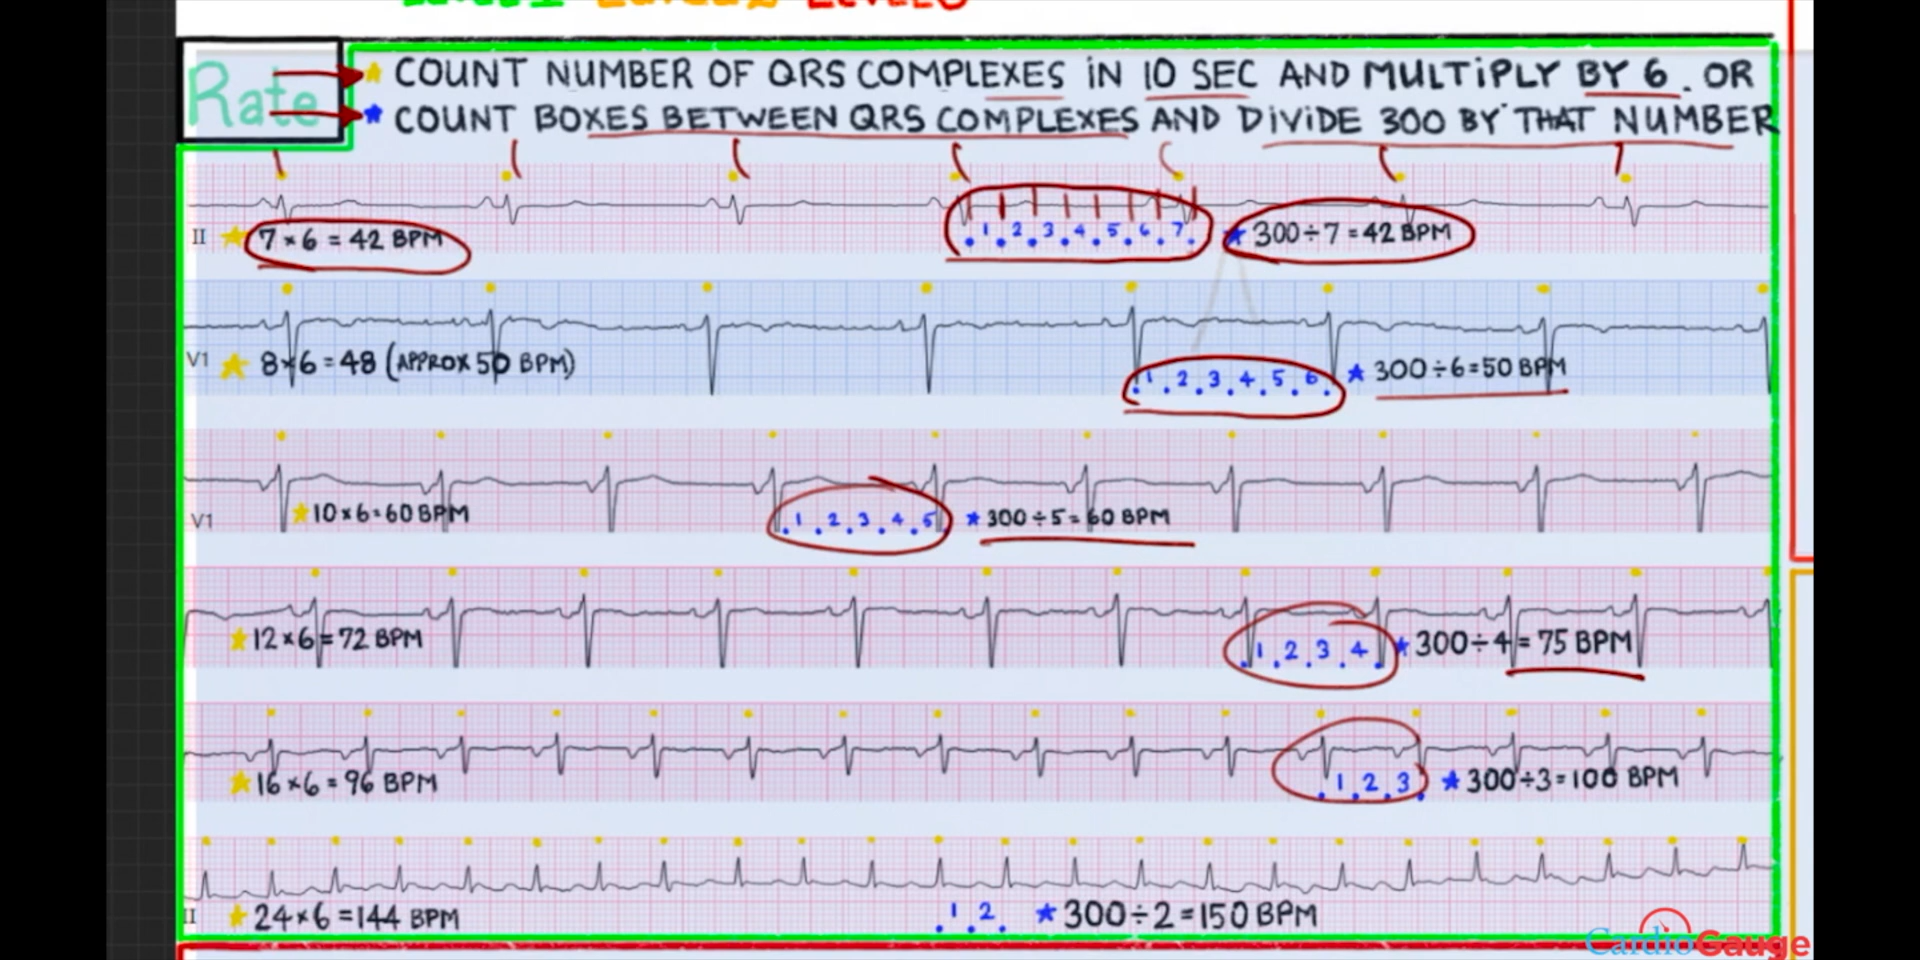 Rate
COUNT NUMBER OF QRS COMPLEXES IN 10 SEC AND MULTIPLY BY 6. OR
COUNT BOXES BETWEEN QRS COMPLEXES AND DIVIDE 300 BY THAT NUMBER
II 7 × 6 = 42 BPM 1 2 3 4 5 6 7 300÷7=42 BPM
V1 8×6=48 (APPROX 50 BPM) 1 2 3 4 5 6 300÷6=50 BPM
V1 10×6=60 BPM 1 2 3 4 5 300÷5=60 BPM
12×6=72 BPM 1 2 3 4 300÷4=75 BPM
16×6=96 BPM 1 2 3 300÷3=100 BPM
II 24×6=144 BPM 1 2 300÷2=150 BPM
CardioGauge